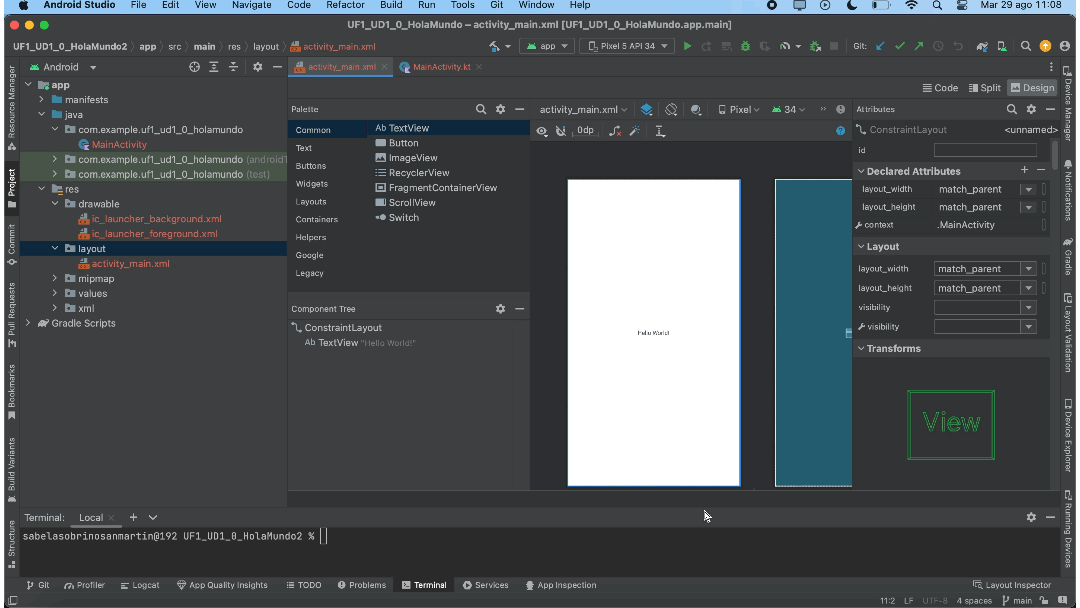 Android Studio File Edit View Navigate Code Refactor Build Run Tools Git Window Help Mar 29 ago 11:08
UF1_UD1_0_HolaMundo – activity_main.xml [UF1_UD1_0_HolaMundo.app.main]
UF1_UD1_0_HolaMundo2 app src main res layout activity_main.xml app Pixel 5 API 34 Git:
Android
activity_main.xml MainActivity.kt
Code Split Design
app
manifests
java
com.example.uf1_ud1_0_holamundo
MainActivity
com.example.uf1_ud1_0_holamundo
com.example.uf1_ud1_0_holamundo (test)
res
drawable
ic_launcher_background.xml
ic_launcher_foreground.xml
layout
activity_main.xml
mipmap
values
xml
Gradle Scripts
Palette
Common
Text
Buttons
Widgets
Layouts
Containers
Helpers
Google
Legacy
Ab TextView
Button
ImageView
RecyclerView
FragmentContainerView
ScrollView
Switch
Component Tree
ConstraintLayout
Ab TextView "Hello World!"
activity_main.xml Pixel 34
0dp
Hello World!
Attributes
ConstraintLayout <unnamed>
id
Declared Attributes
layout_width match_parent
layout_height match_parent
context .MainActivity
Layout
layout_width match_parent
layout_height match_parent
visibility
visibility
Transforms
View
Resource Manager
Project
Commit
Pull Requests
Bookmarks
Build Variants
Structure
Device Manager
Notifications
Gradle
Layout Validation
Device Explorer
Running Devices
Terminal: Local
sabelasobrinosanmartin@192 UF1_UD1_0_HolaMundo2 %
Git Profiler Logcat App Quality Insights TODO Problems Terminal Services App Inspection Layout Inspector
11:2 LF UTF-8 4 spaces main